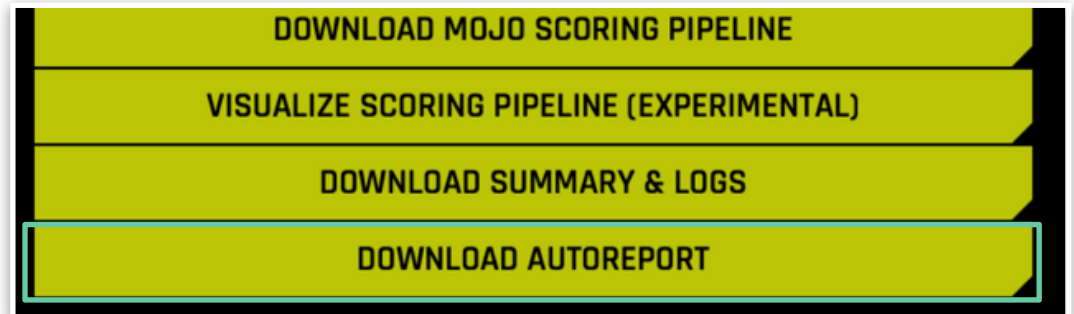 DOWNLOAD MOJO SCORING PIPELINE
VISUALIZE SCORING PIPELINE (EXPERIMENTAL)
DOWNLOAD SUMMARY & LOGS
DOWNLOAD AUTOREPORT